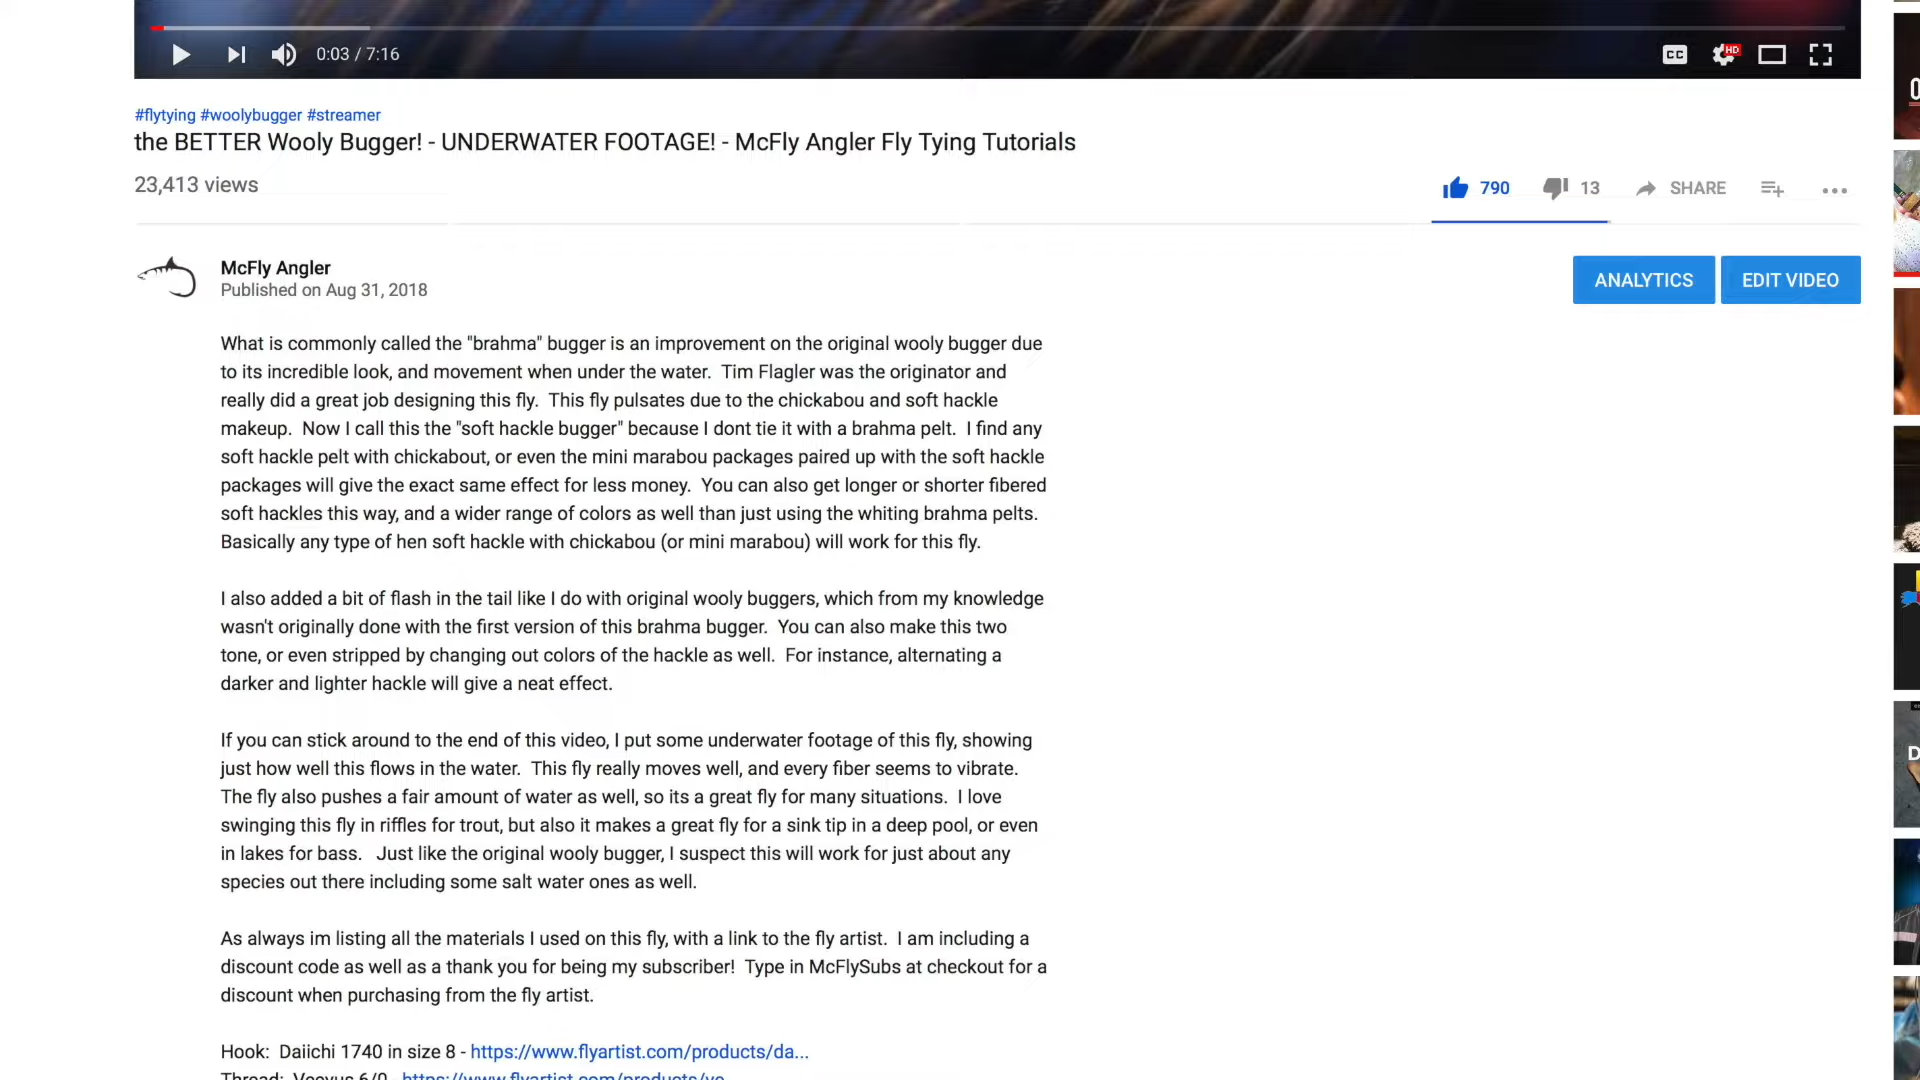 0:03 / 7:16
CC
HD
#flytying #woolybugger #streamer
the BETTER Wooly Bugger! - UNDERWATER FOOTAGE! - McFly Angler Fly Tying Tutorials
23,413 views
790
13
SHARE
McFly Angler
Published on Aug 31, 2018
ANALYTICS
EDIT VIDEO
What is commonly called the "brahma" bugger is an improvement on the original wooly bugger due
to its incredible look, and movement when under the water.  Tim Flagler was the originator and
really did a great job designing this fly.  This fly pulsates due to the chickabou and soft hackle
makeup.  Now I call this the "soft hackle bugger" because I dont tie it with a brahma pelt.  I find any
soft hackle pelt with chickabout, or even the mini marabou packages paired up with the soft hackle
packages will give the exact same effect for less money.  You can also get longer or shorter fibered
soft hackles this way, and a wider range of colors as well than just using the whiting brahma pelts.
Basically any type of hen soft hackle with chickabou (or mini marabou) will work for this fly.
I also added a bit of flash in the tail like I do with original wooly buggers, which from my knowledge
wasn't originally done with the first version of this brahma bugger.  You can also make this two
tone, or even stripped by changing out colors of the hackle as well.  For instance, alternating a
darker and lighter hackle will give a neat effect.
If you can stick around to the end of this video, I put some underwater footage of this fly, showing
just how well this flows in the water.  This fly really moves well, and every fiber seems to vibrate.
The fly also pushes a fair amount of water as well, so its a great fly for many situations.  I love
swinging this fly in riffles for trout, but also it makes a great fly for a sink tip in a deep pool, or even
in lakes for bass.   Just like the original wooly bugger, I suspect this will work for just about any
species out there including some salt water ones as well.
As always im listing all the materials I used on this fly, with a link to the fly artist.  I am including a
discount code as well as a thank you for being my subscriber!  Type in McFlySubs at checkout for a
discount when purchasing from the fly artist.
Hook:  Daiichi 1740 in size 8 - https://www.flyartist.com/products/da...
Thread:  Veevus 6/0 - https://www.flyartist.com/products/ve...